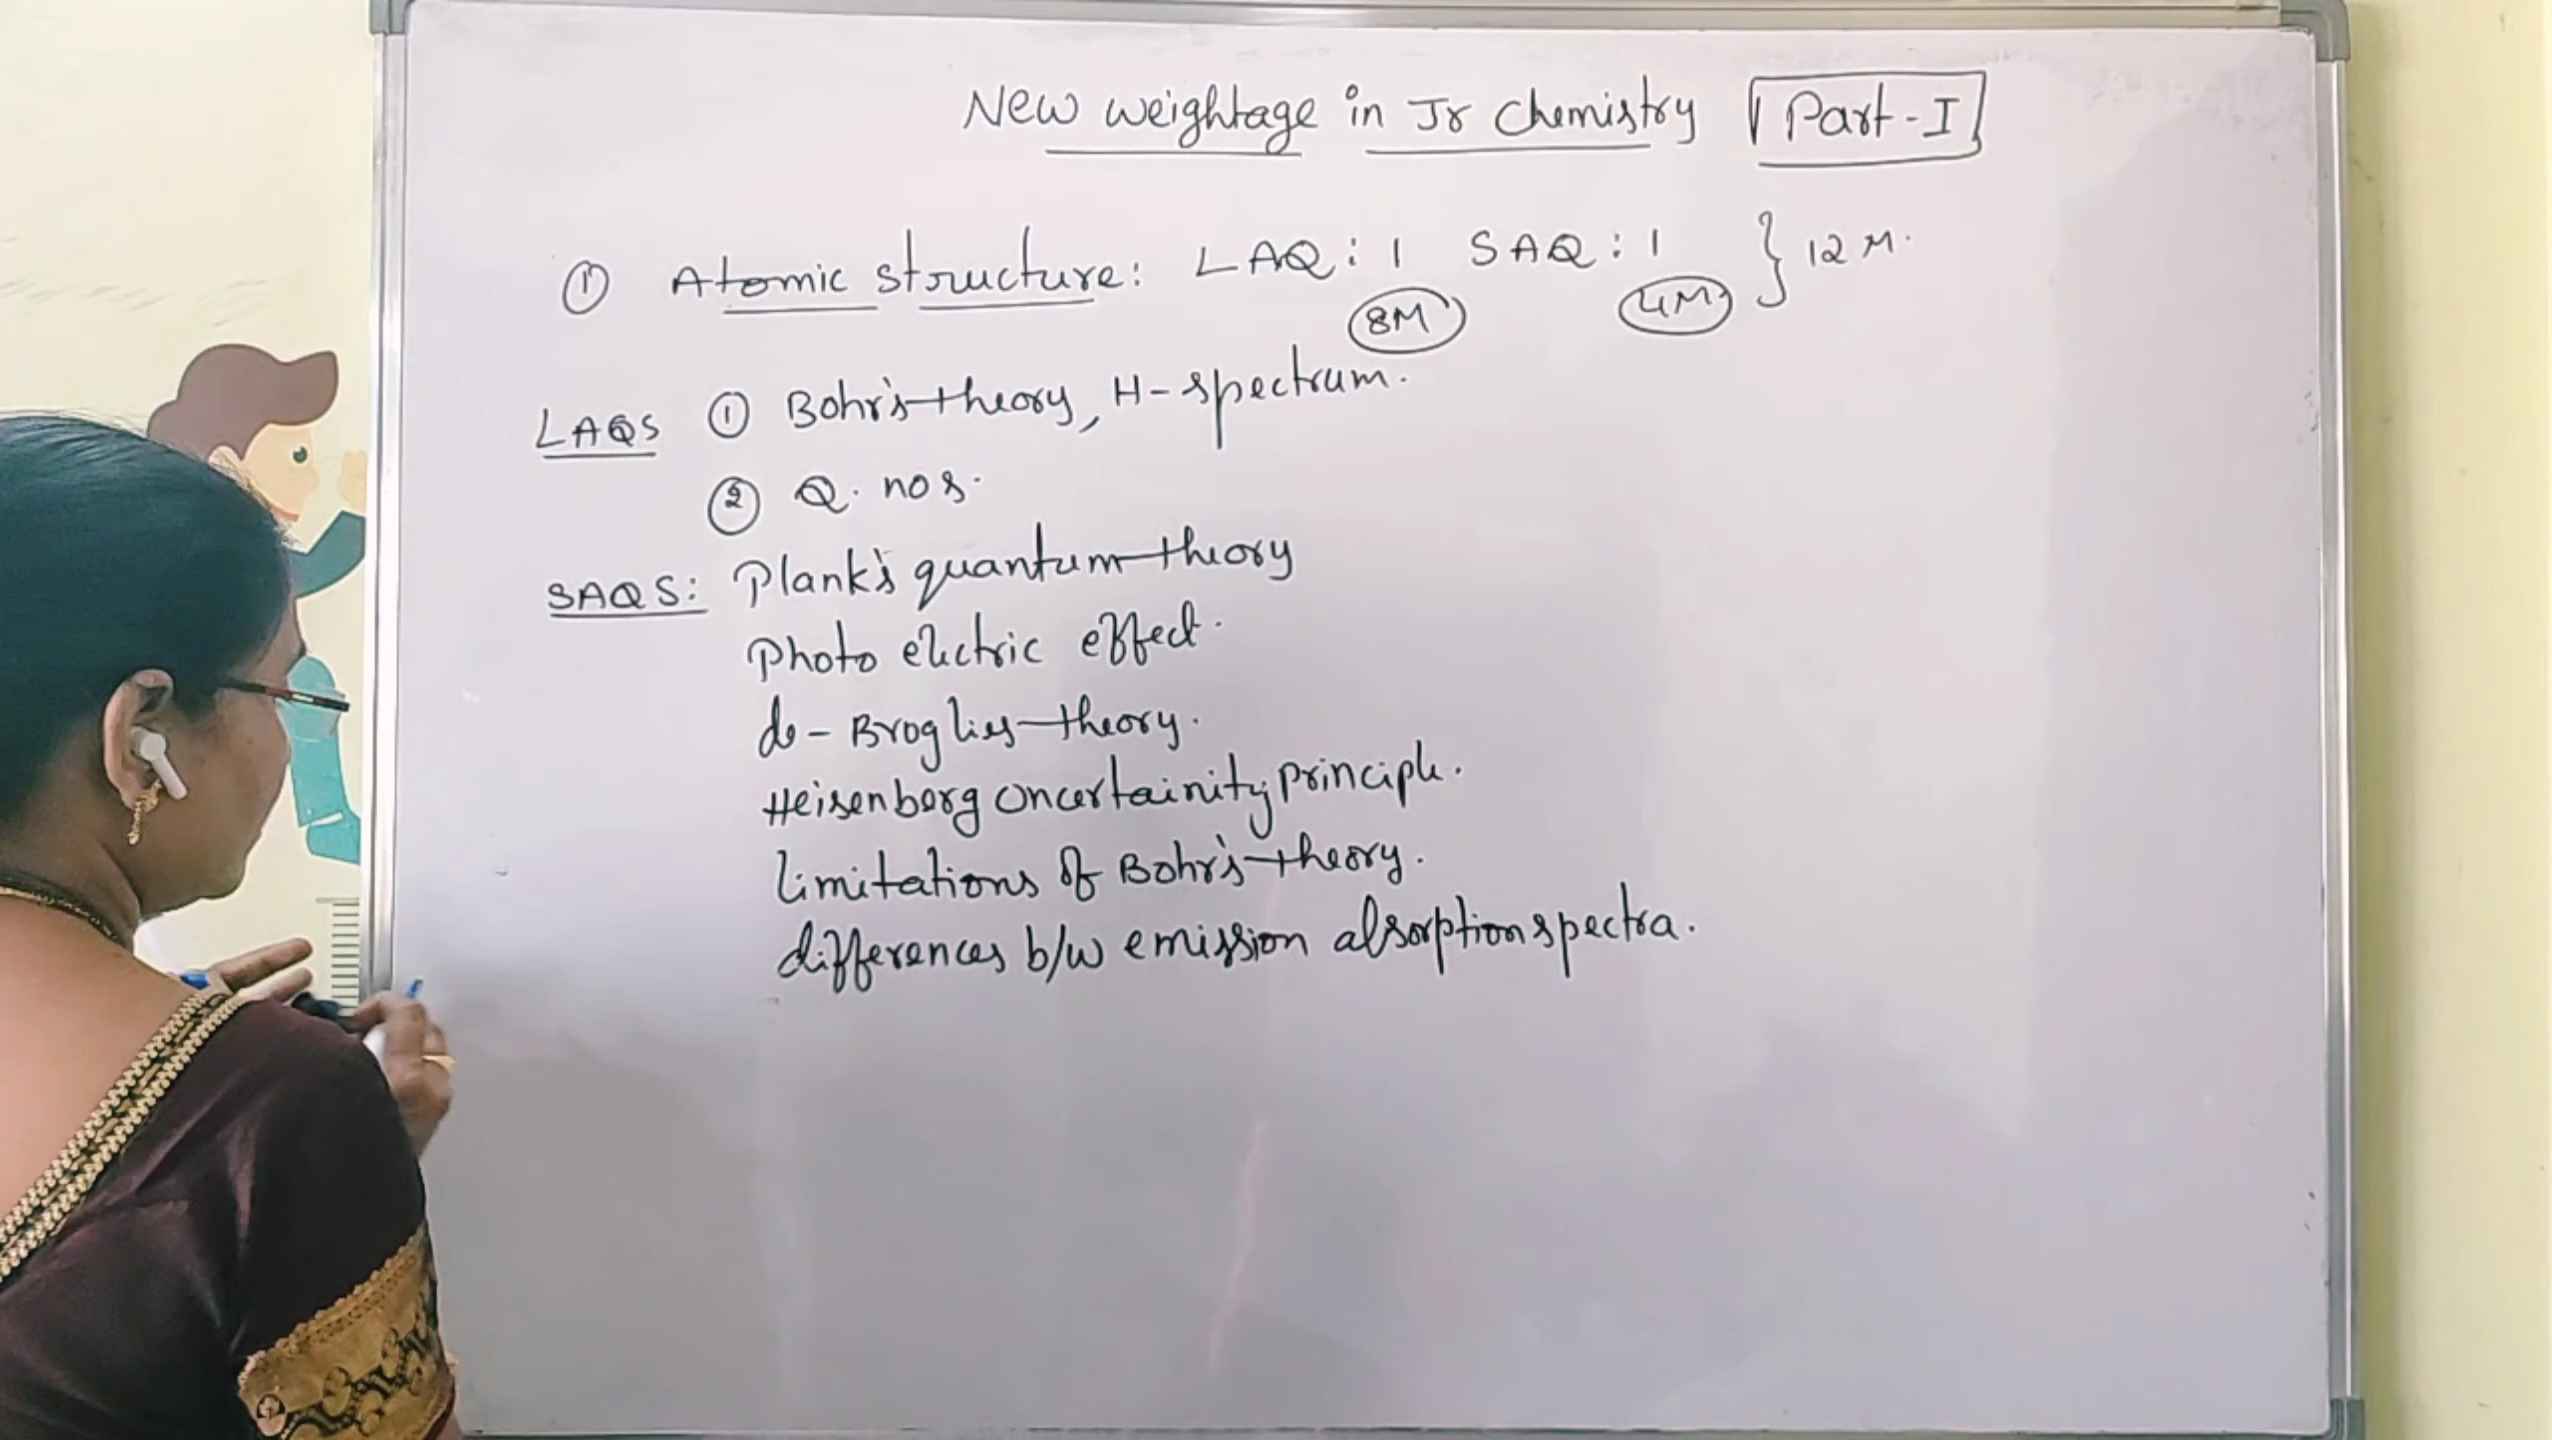 New weightage in Jr chemistry Part-I
① Atomic structure: LAQ: 1 SAQ: 1 } 12 M.
8M 4M
LAQS ① Bohr's theory, H-spectrum.
② Q. nos.
SAQS: Plank's quantum theory
Photo electric effect.
de-Broglies theory.
Heisenberg Uncertainity principle.
limitations of Bohr's theory.
differences b/w emission absorption spectra.